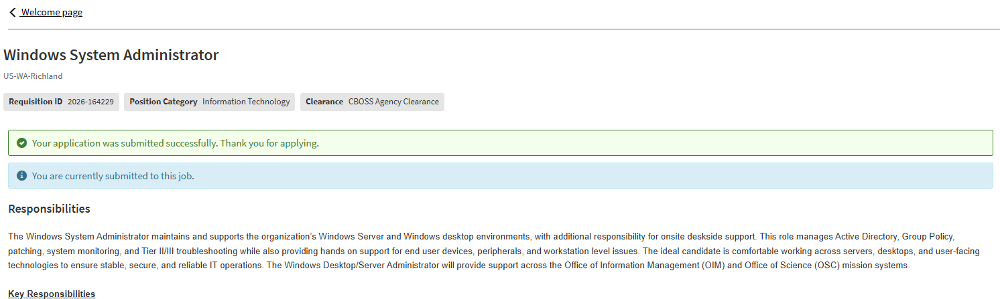 Welcome page
Windows System Administrator
US-WA-Richland
Requisition ID 2026-164229 Position Category Information Technology Clearance CBOSS Agency Clearance
Your application was submitted successfully. Thank you for applying.
You are currently submitted to this job.
Responsibilities
The Windows System Administrator maintains and supports the organization’s Windows Server and Windows desktop environments, with additional responsibility for onsite deskside support. This role manages Active Directory, Group Policy,
patching, system monitoring, and Tier II/III troubleshooting while also providing hands on support for end user devices, peripherals, and workstation level issues. The ideal candidate is comfortable working across servers, desktops, and user-facing
technologies to ensure stable, secure, and reliable IT operations. The Windows Desktop/Server Administrator will provide support across the Office of Information Management (OIM) and Office of Science (OSC) mission systems.
Key Responsibilities